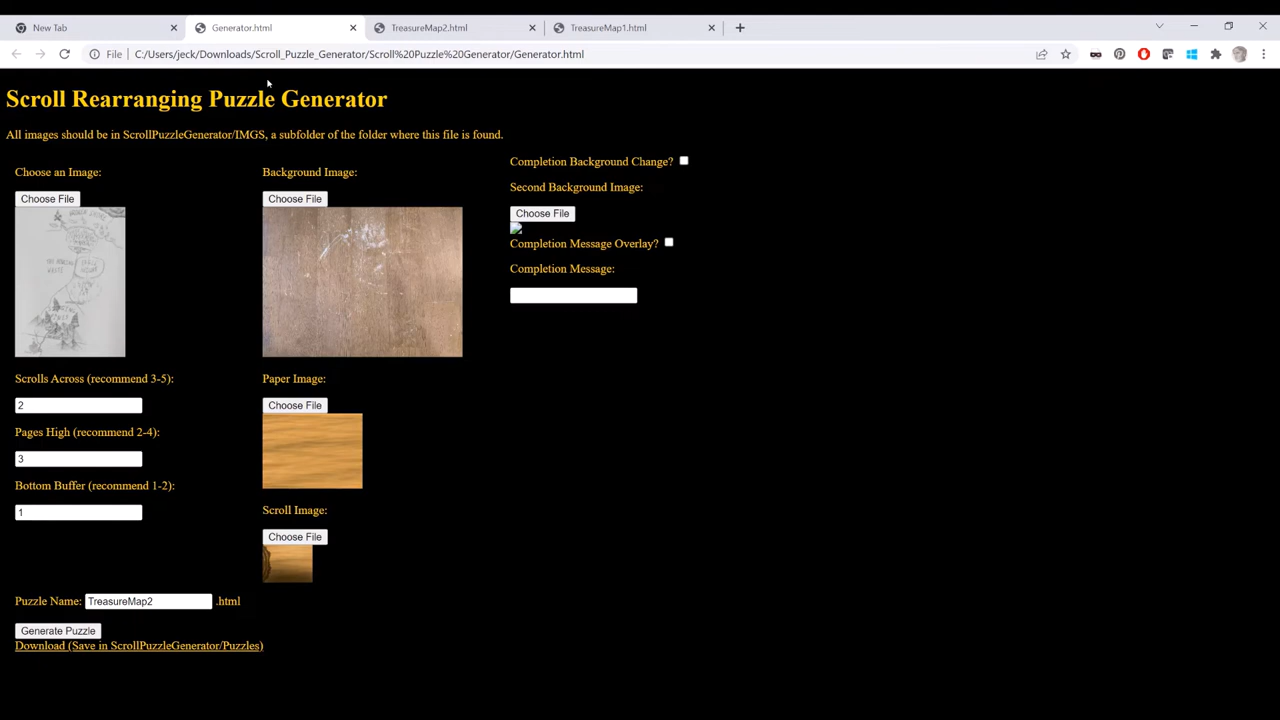 New Tab
Generator.html
TreasureMap2.html
TreasureMap1.html
File
C:/Users/jeck/Downloads/Scroll_Puzzle_Generator/Scroll%20Puzzle%20Generator/Generator.html
Scroll Rearranging Puzzle Generator
All images should be in ScrollPuzzleGenerator/IMGS, a subfolder of the folder where this file is found.
Choose an Image:
Choose File
Scrolls Across (recommend 3-5):
2
Pages High (recommend 2-4):
3
Bottom Buffer (recommend 1-2):
1
Background Image:
Choose File
Paper Image:
Choose File
Scroll Image:
Choose File
Completion Background Change?
Second Background Image:
Choose File
Completion Message Overlay?
Completion Message:
Puzzle Name: TreasureMap2 .html
Generate Puzzle
Download (Save in ScrollPuzzleGenerator/Puzzles)